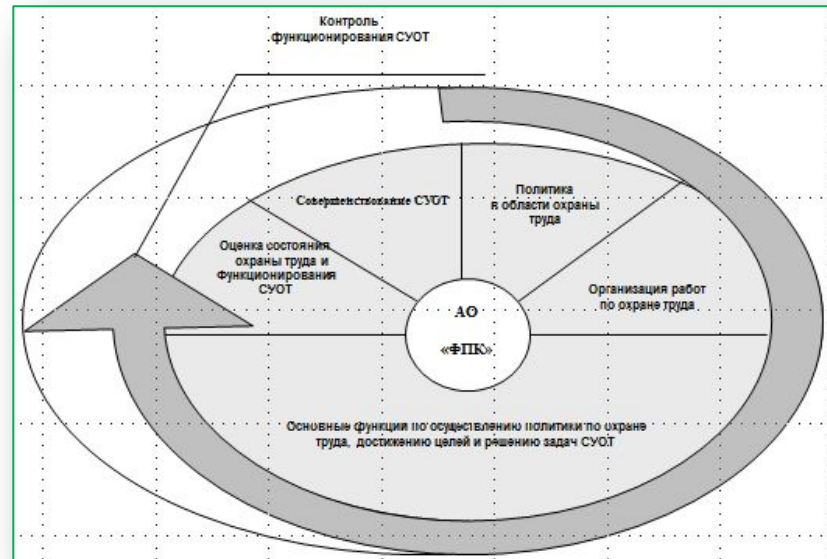 Контроль
функционирования СУОТ
Совершенствование СУОТ
Политика
в области охраны
труда
Оценка состояния
охраны труда и
функционирования
СУОТ
Организация работ
по охране труда
АО
«ФПК»
Основные функции по осуществлению политики по охране
труда, достижению целей и решению задач СУОТ